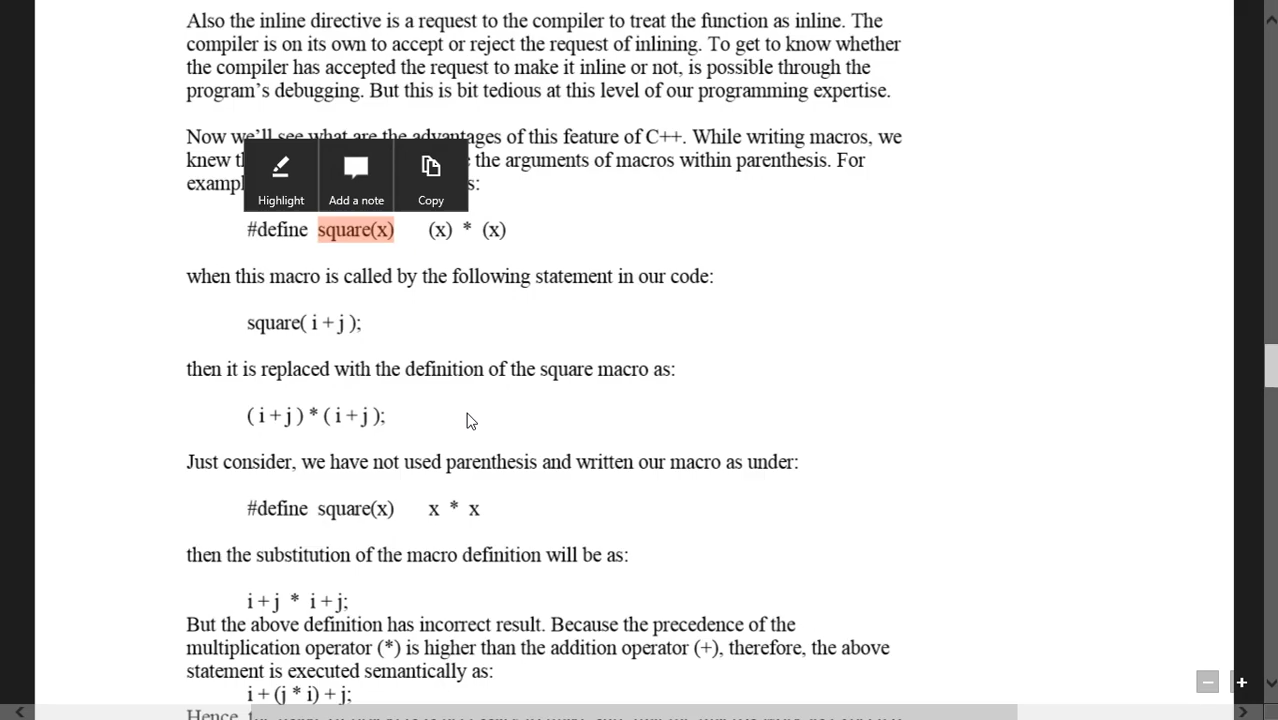 Also the inline directive is a request to the compiler to treat the function as inline. The
compiler is on its own to accept or reject the request of inlining. To get to know whether
the compiler has accepted the request to make it inline or not, is possible through the
program's debugging. But this is bit tedious at this level of our programming expertise.
Now we'll see what are the advantages of this feature of C++. While writing macros, we
knew the arguments of macros within parenthesis. For
Highlight
Add a note
Copy
#define square(x) (x) * (x)
when this macro is called by the following statement in our code:
square( i + j );
then it is replaced with the definition of the square macro as:
( i + j ) * ( i + j );
Just consider, we have not used parenthesis and written our macro as under:
#define square(x) x * x
then the substitution of the macro definition will be as:
i + j * i + j;
But the above definition has incorrect result. Because the precedence of the
multiplication operator (*) is higher than the addition operator (+), therefore, the above
statement is executed semantically as:
i + (j * i) + j;
Hence